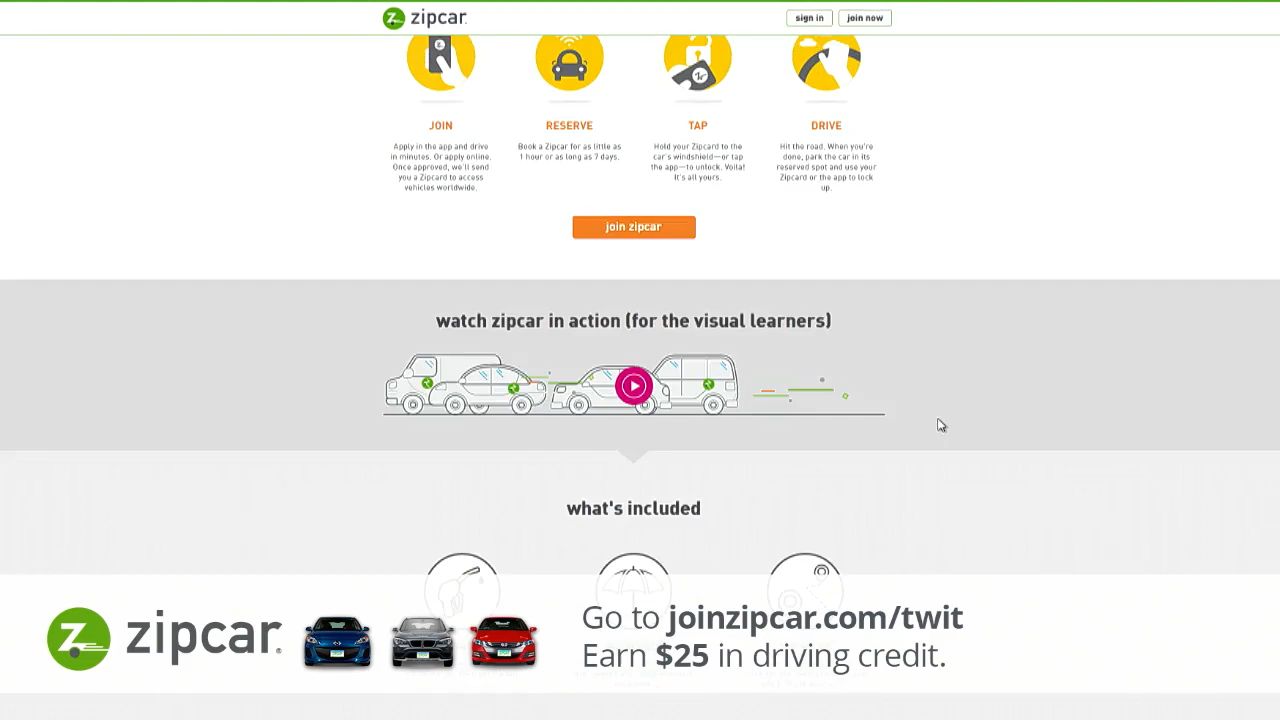 zipcar.
sign in
join now
JOIN
Apply in the app and drive
in minutes. Or apply online.
Once approved, we'll send
you a Zipcard to access
vehicles worldwide.
RESERVE
Book a Zipcar for as little as
1 hour or as long as 7 days.
TAP
Hold your Zipcard to the
car's windshield—or tap
the app—to unlock. Voila!
It's all yours.
DRIVE
Hit the road. When you're
done, park the car in its
reserved spot and use your
Zipcard or the app to lock
up.
join zipcar
watch zipcar in action (for the visual learners)
what's included
zipcar®
Go to joinzipcar.com/twit
Earn $25 in driving credit.